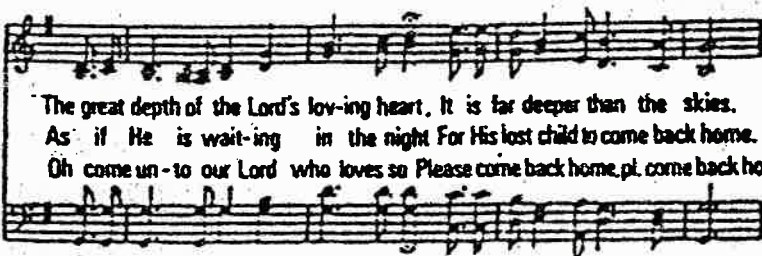 The great depth of the Lord's lov-ing heart, It is far deeper than the skies.
As if He is wait-ing in the night For His lost child to come back home.
Oh come un-to our Lord who loves so Please come back home, pl. come back ho